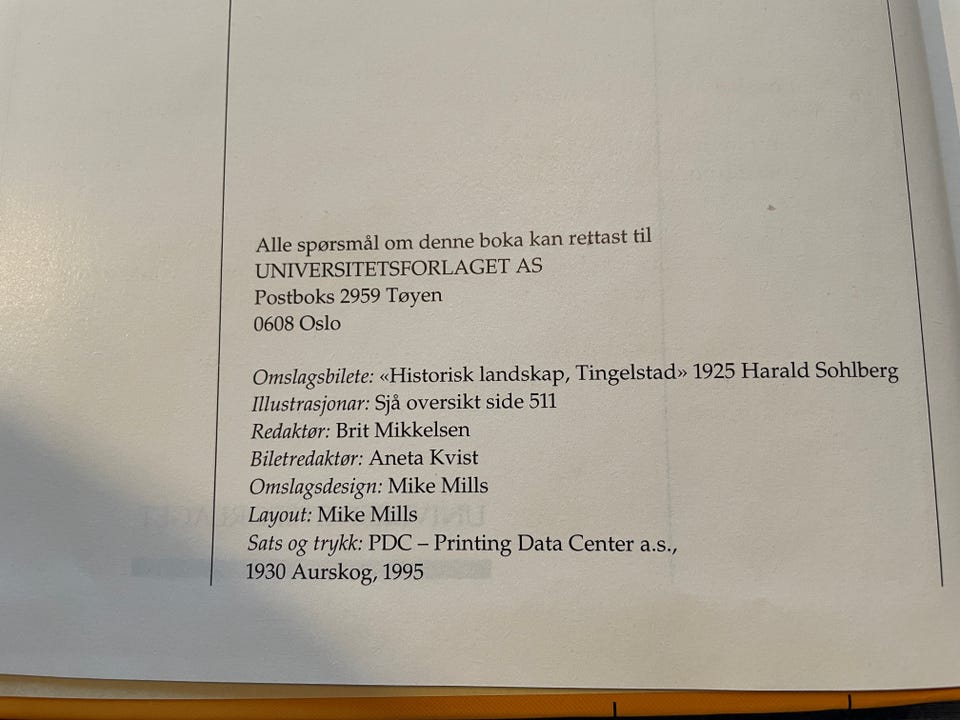 Alle spørsmål om denne boka kan rettast til
UNIVERSITETSFORLAGET AS
Postboks 2959 Tøyen
0608 Oslo
Omslagsbilete: «Historisk landskap, Tingelstad» 1925 Harald Sohlberg
Illustrasjonar: Sjå oversikt side 511
Redaktør: Brit Mikkelsen
Biletredaktør: Aneta Kvist
Omslagsdesign: Mike Mills
Layout: Mike Mills
Sats og trykk: PDC – Printing Data Center a.s.,
1930 Aurskog, 1995